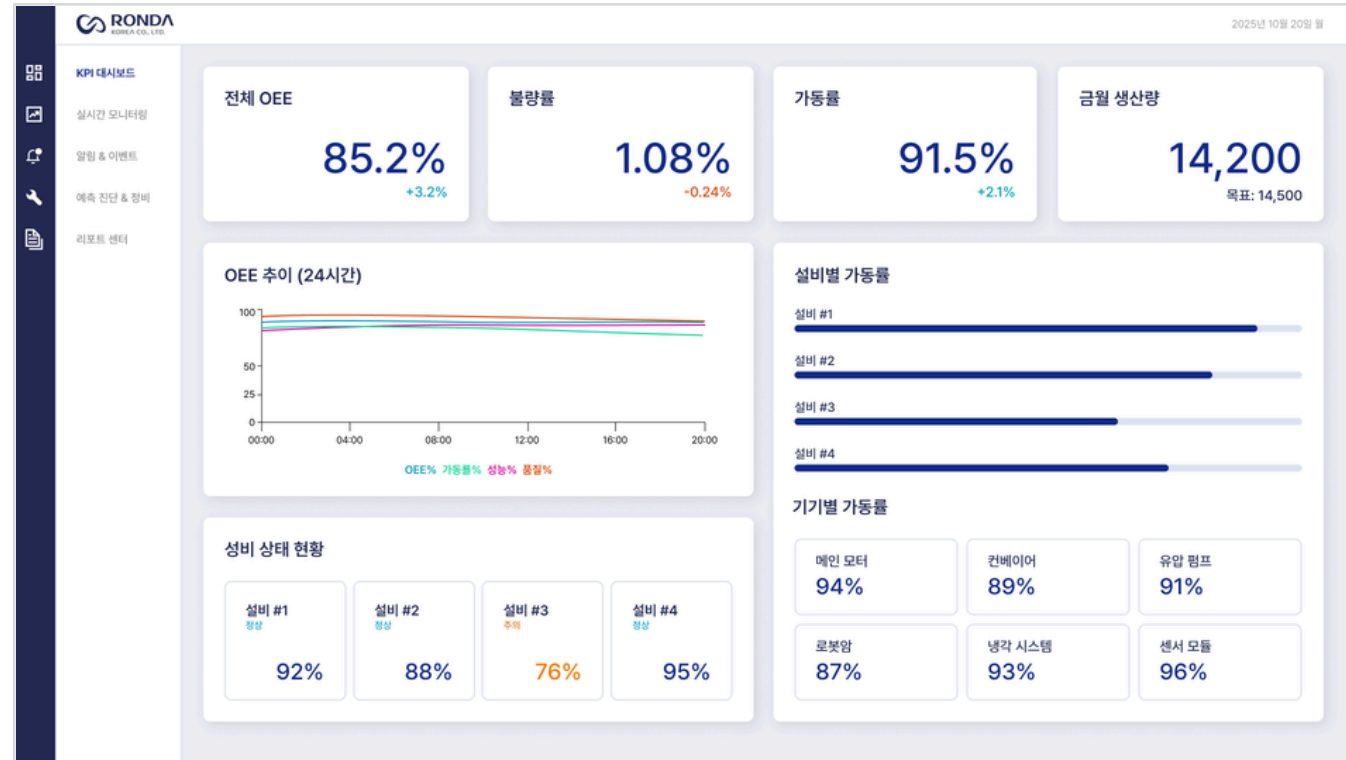 RONDA
KOREA CO., LTD.
2025년 10월 20일 월
KPI 대시보드
실시간 모니터링
알림 & 이벤트
예측 진단 & 정비
리포트 센터
전체 OEE
85.2%
+3.2%
불량률
1.08%
-0.24%
가동률
91.5%
+2.1%
금월 생산량
14,200
목표: 14,500
OEE 추이 (24시간)
100
50
25
0
00:00 04:00 08:00 12:00 16:00 20:00
OEE% 가동률% 성능% 품질%
설비별 가동률
설비 #1
설비 #2
설비 #3
설비 #4
성비 상태 현황
설비 #1
정상
92%
설비 #2
정상
88%
설비 #3
주의
76%
설비 #4
정상
95%
기기별 가동률
메인 모터
94%
컨베이어
89%
유압 펌프
91%
로봇암
87%
냉각 시스템
93%
센서 모듈
96%